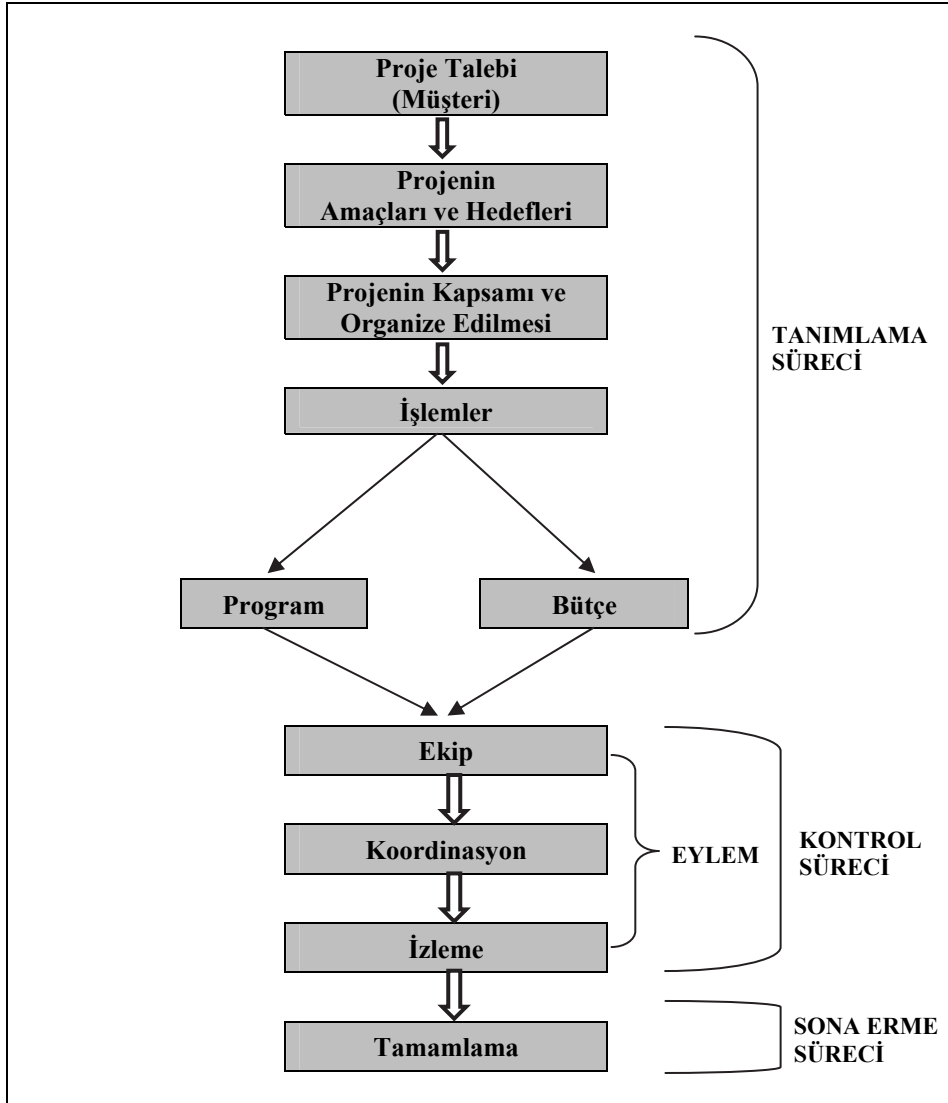 Proje Talebi
(Müşteri)
Projenin
Amaçları ve Hedefleri
Projenin Kapsamı ve
Organize Edilmesi
İşlemler
TANIMLAMA
SÜRECİ
Program
Bütçe
Ekip
Koordinasyon
İzleme
EYLEM
KONTROL
SÜRECİ
Tamamlama
SONA ERME
SÜRECİ